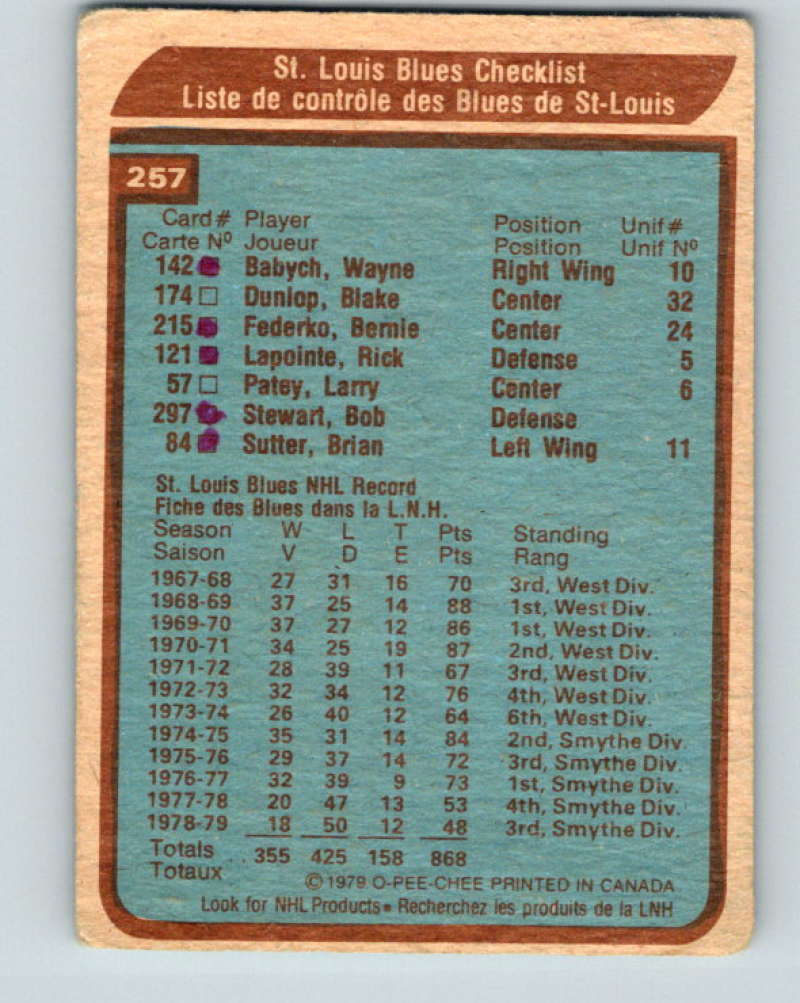 St. Louis Blues Checklist
Liste de contrôle des Blues de St-Louis
257
Card # Player Position Unif #
Carte Nº Joueur Position Unif Nº
142 Babych, Wayne Right Wing 10
174 □ Dunlop, Blake Center 32
215 Federko, Bernie Center 24
121 Lapointe, Rick Defense 5
57 □ Patey, Larry Center 6
297 Stewart, Bob Defense
84 Sutter, Brian Left Wing 11
St. Louis Blues NHL Record
Fiche des Blues dans la L.N.H.
Season W L T Pts Standing
Saison V D E Pts Rang
1967-68 27 31 16 70 3rd, West Div.
1968-69 37 25 14 88 1st, West Div.
1969-70 37 27 12 86 1st, West Div.
1970-71 34 25 19 87 2nd, West Div.
1971-72 28 39 11 67 3rd, West Div.
1972-73 32 34 12 76 4th, West Div.
1973-74 26 40 12 64 6th, West Div.
1974-75 35 31 14 84 2nd, Smythe Div.
1975-76 29 37 14 72 3rd, Smythe Div.
1976-77 32 39 9 73 1st, Smythe Div.
1977-78 20 47 13 53 4th, Smythe Div.
1978-79 18 50 12 48 3rd, Smythe Div.
Totals
Totaux 355 425 158 868
© 1979 O-PEE-CHEE PRINTED IN CANADA
Look for NHL Products ■ Recherchez les produits de la LNH